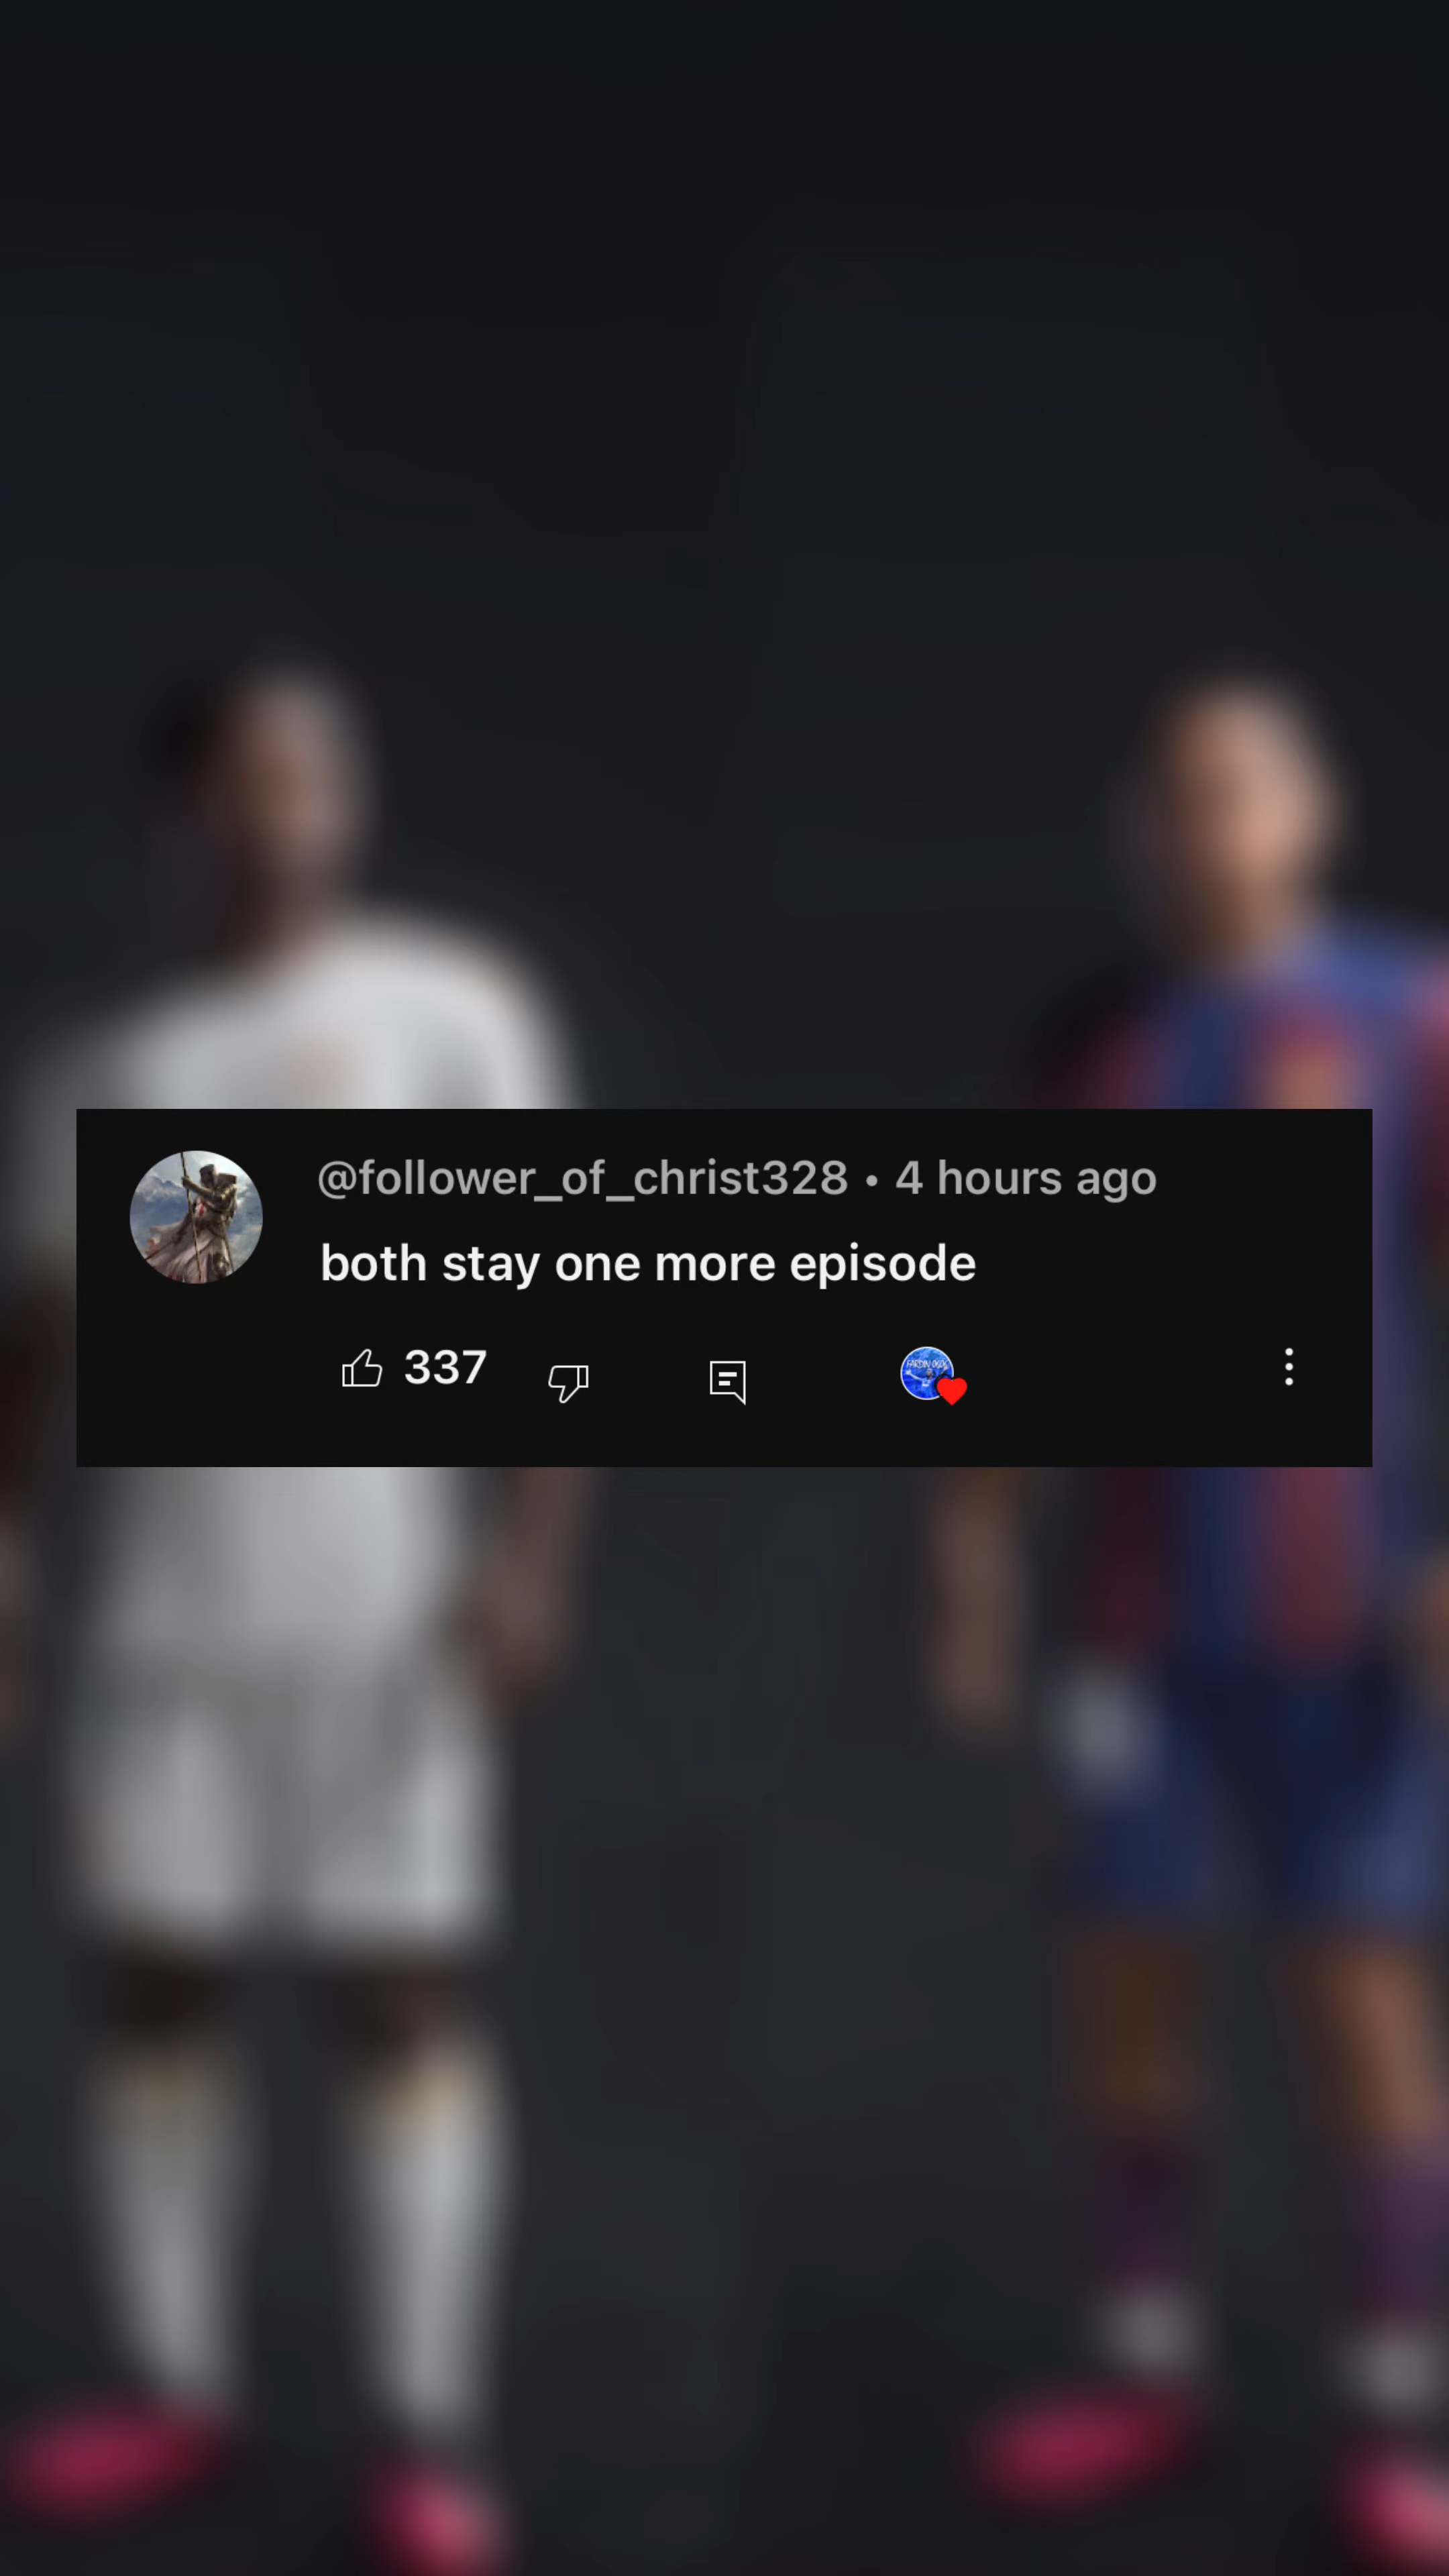 @follower_of_christ328 • 4 hours ago
both stay one more episode
337